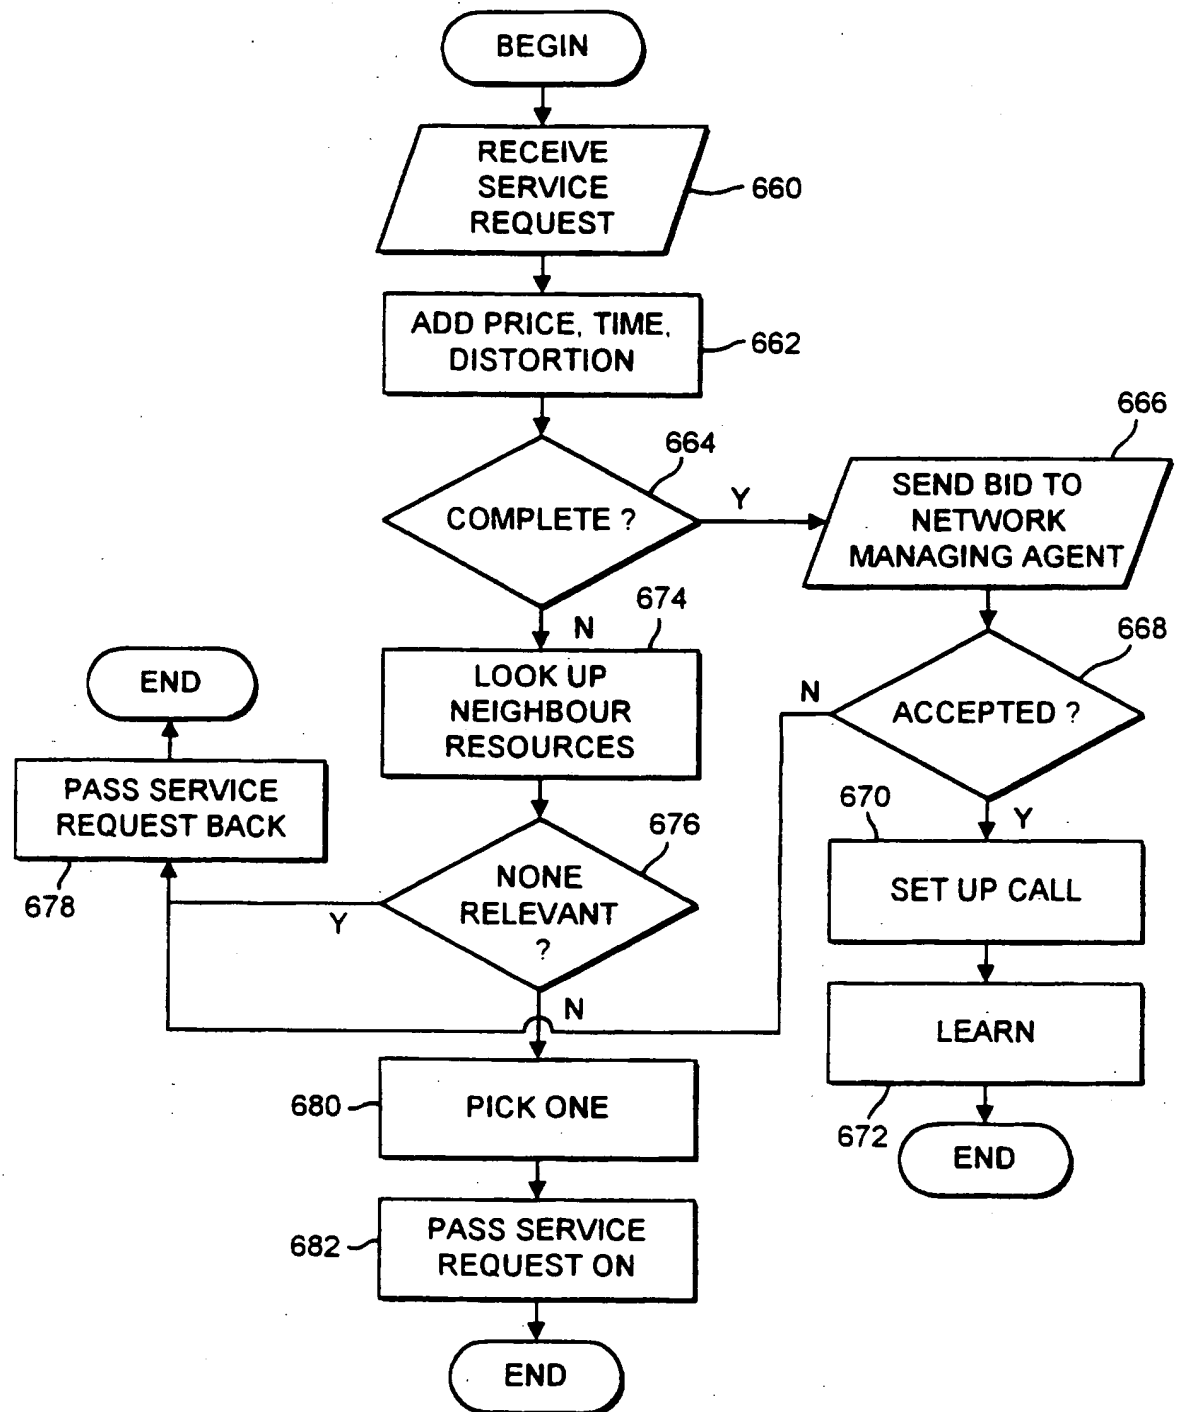 BEGIN
RECEIVE
SERVICE
REQUEST
660
ADD PRICE, TIME,
DISTORTION
662
664
COMPLETE ?
Y
N
666
SEND BID TO
NETWORK
MANAGING AGENT
668
ACCEPTED ?
N
Y
670
SET UP CALL
LEARN
672
END
674
LOOK UP
NEIGHBOUR
RESOURCES
676
NONE
RELEVANT
?
Y
N
END
PASS SERVICE
REQUEST BACK
678
680
PICK ONE
682
PASS SERVICE
REQUEST ON
END